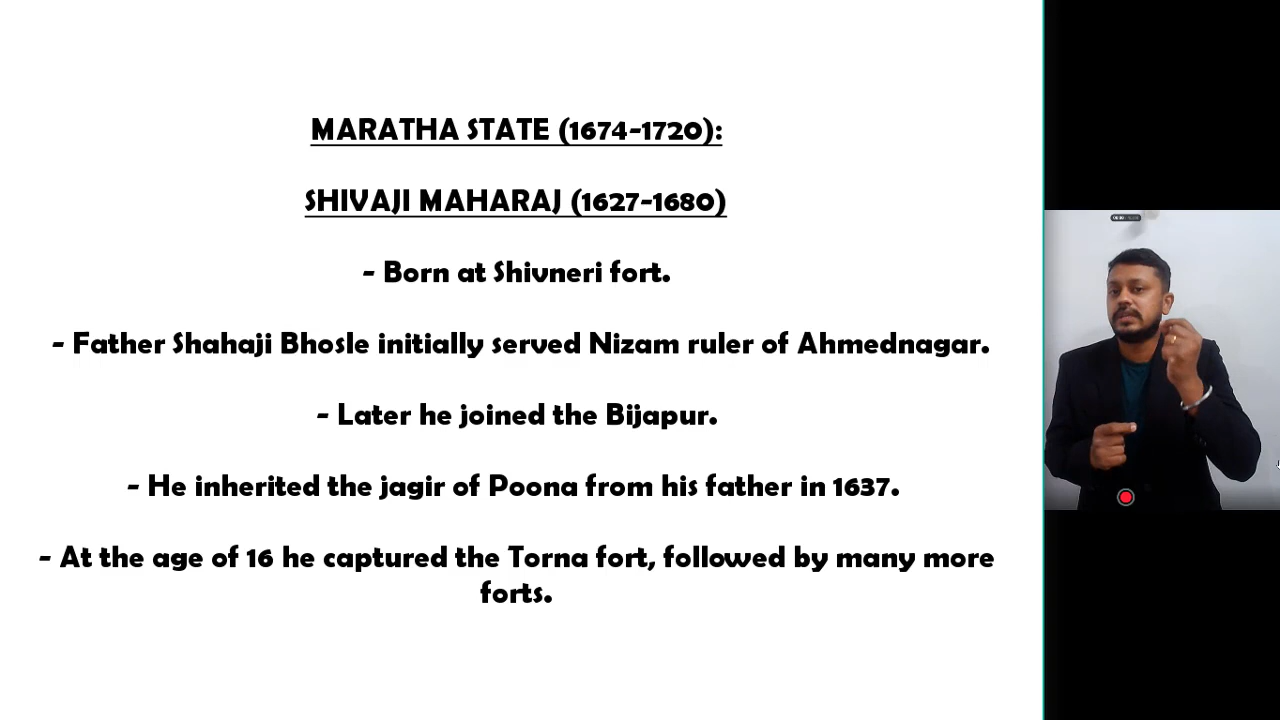 MARATHA STATE (1674-1720):
SHIVAJI MAHARAJ (1627-1680)
- Born at Shivneri fort.
- Father Shahaji Bhosle initially served Nizam ruler of Ahmednagar.
- Later he joined the Bijapur.
- He inherited the jagir of Poona from his father in 1637.
- At the age of 16 he captured the Torna fort, followed by many more
forts.